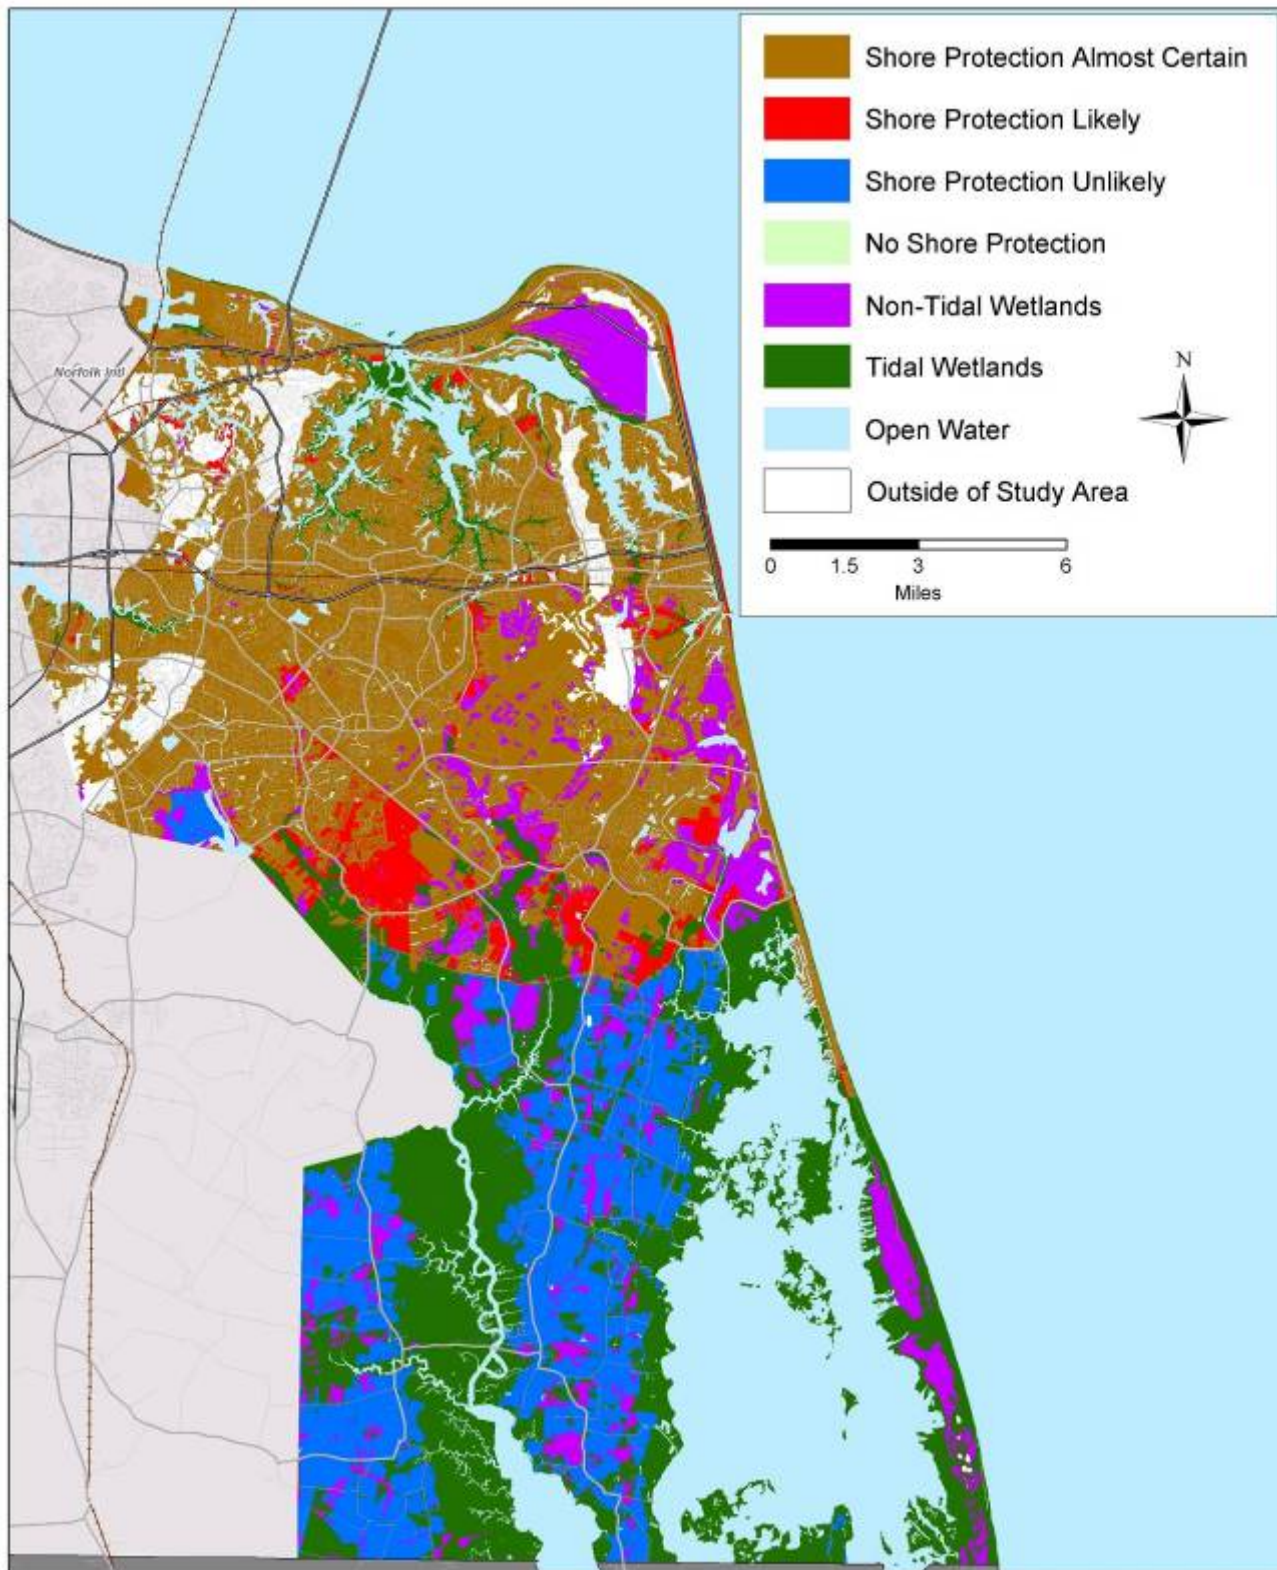 Shore Protection Almost Certain
Shore Protection Likely
Shore Protection Unlikely
No Shore Protection
Non-Tidal Wetlands
Tidal Wetlands
Open Water
Outside of Study Area
N
0 1.5 3 6
Miles
Norfolk Intl